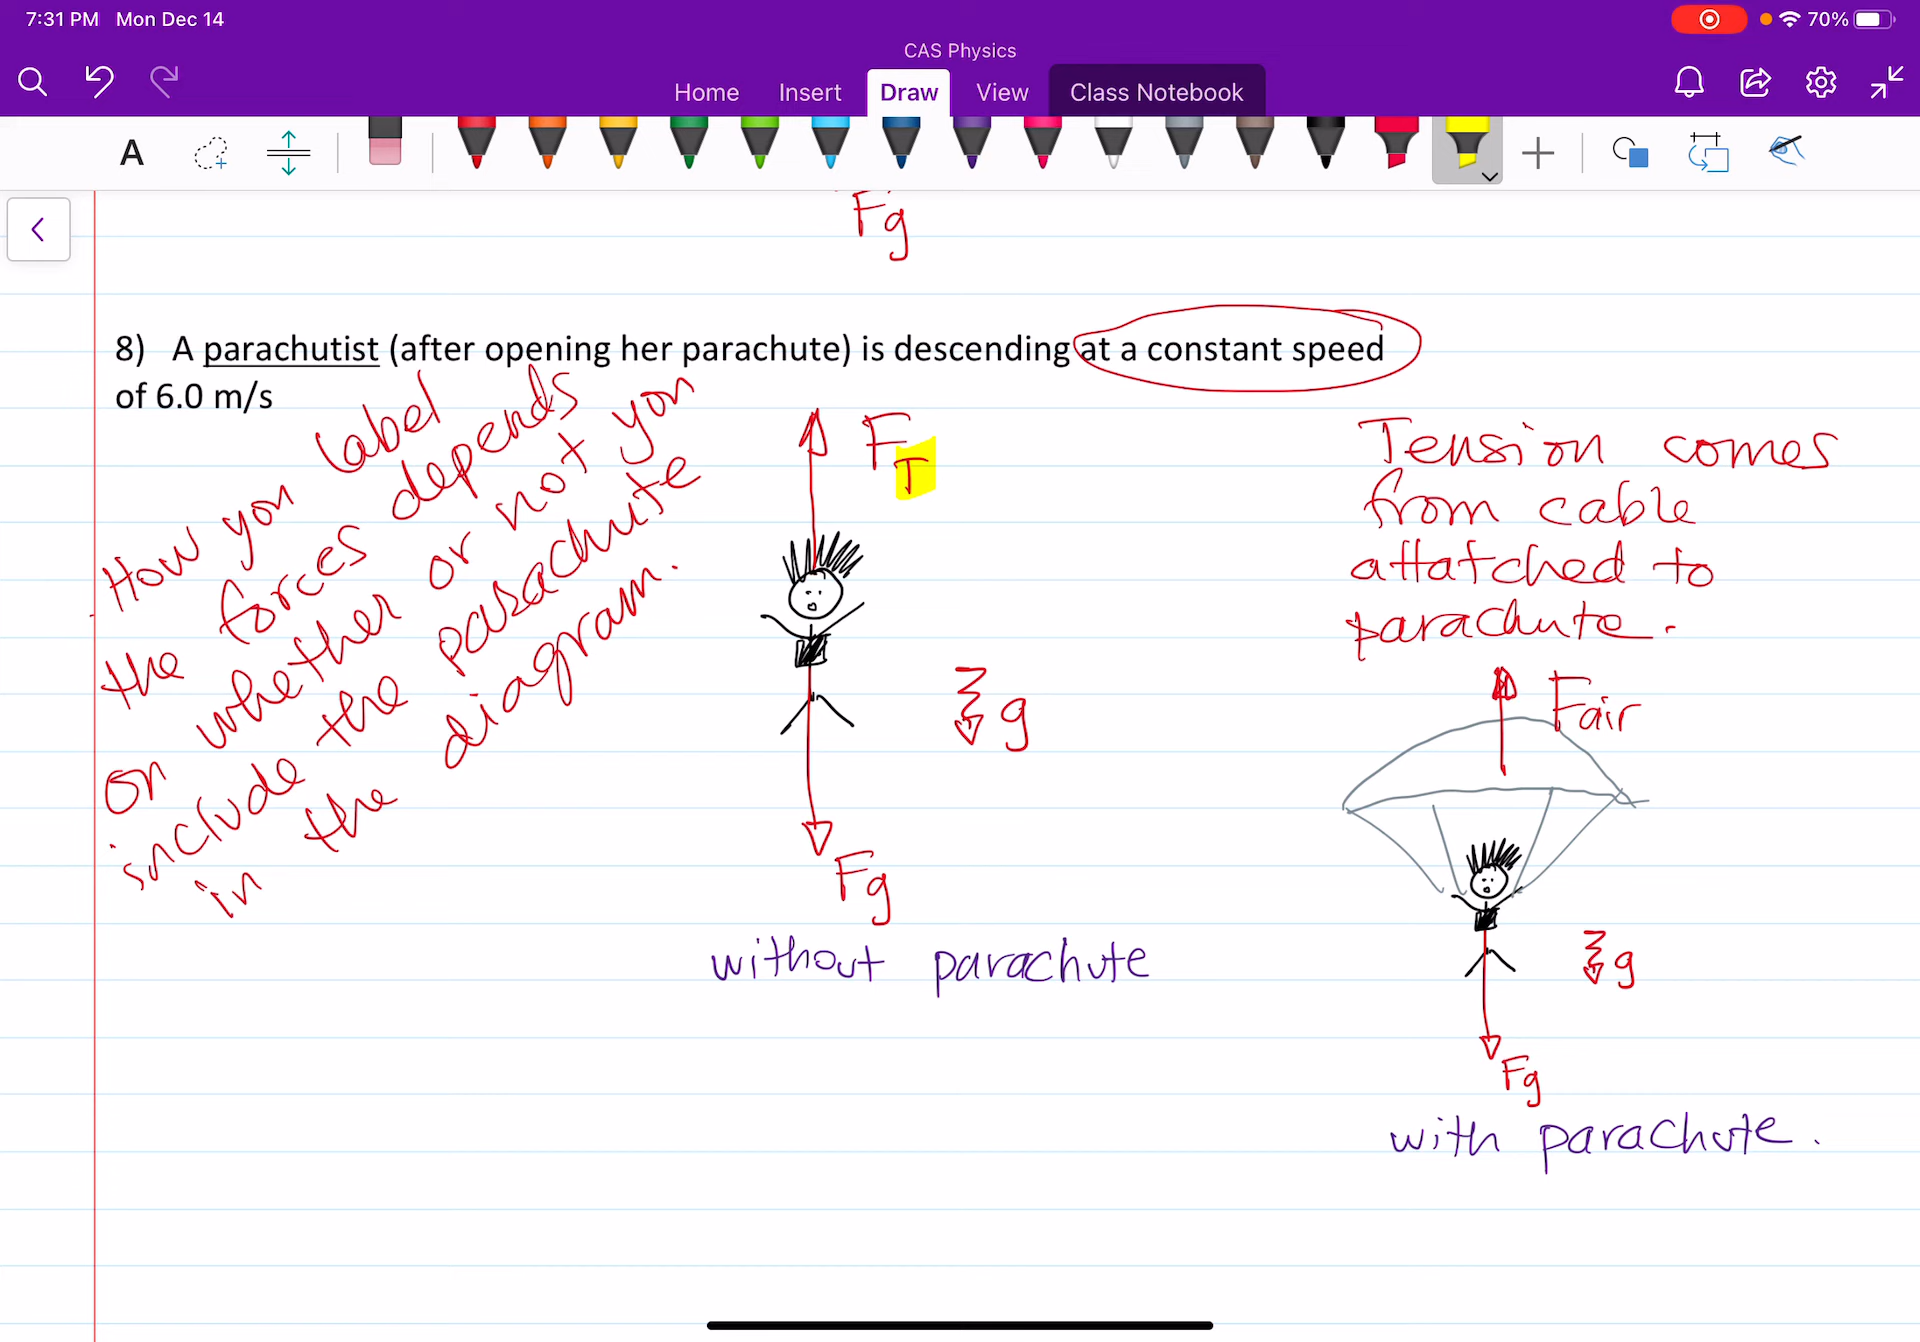 7:31 PM Mon Dec 14
70%
CAS Physics
Home Insert Draw View Class Notebook
A
Fg
8) A parachutist (after opening her parachute) is descending at a constant speed
of 6.0 m/s
How you label
the forces depends
on whether or not you
include the parachute
in the diagram.
FT
g
Fg
without parachute
Tension comes
from cable
attatched to
parachute.
Fair
g
Fg
with parachute.